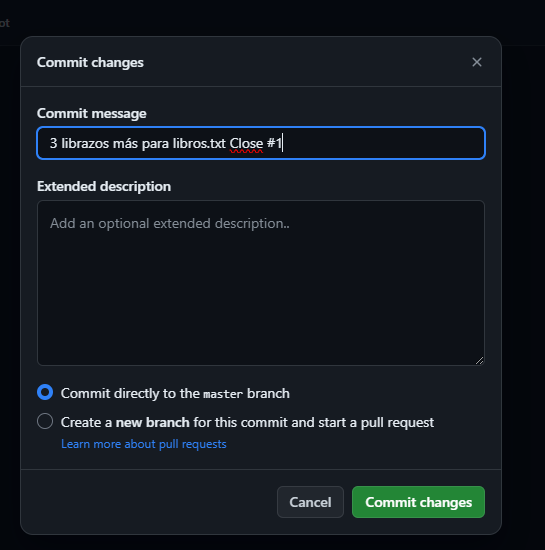 ot
Commit changes
Commit message
3 librazos más para libros.txt Close #1
Extended description
Add an optional extended description..
Commit directly to the master branch
Create a new branch for this commit and start a pull request
Learn more about pull requests
Cancel
Commit changes